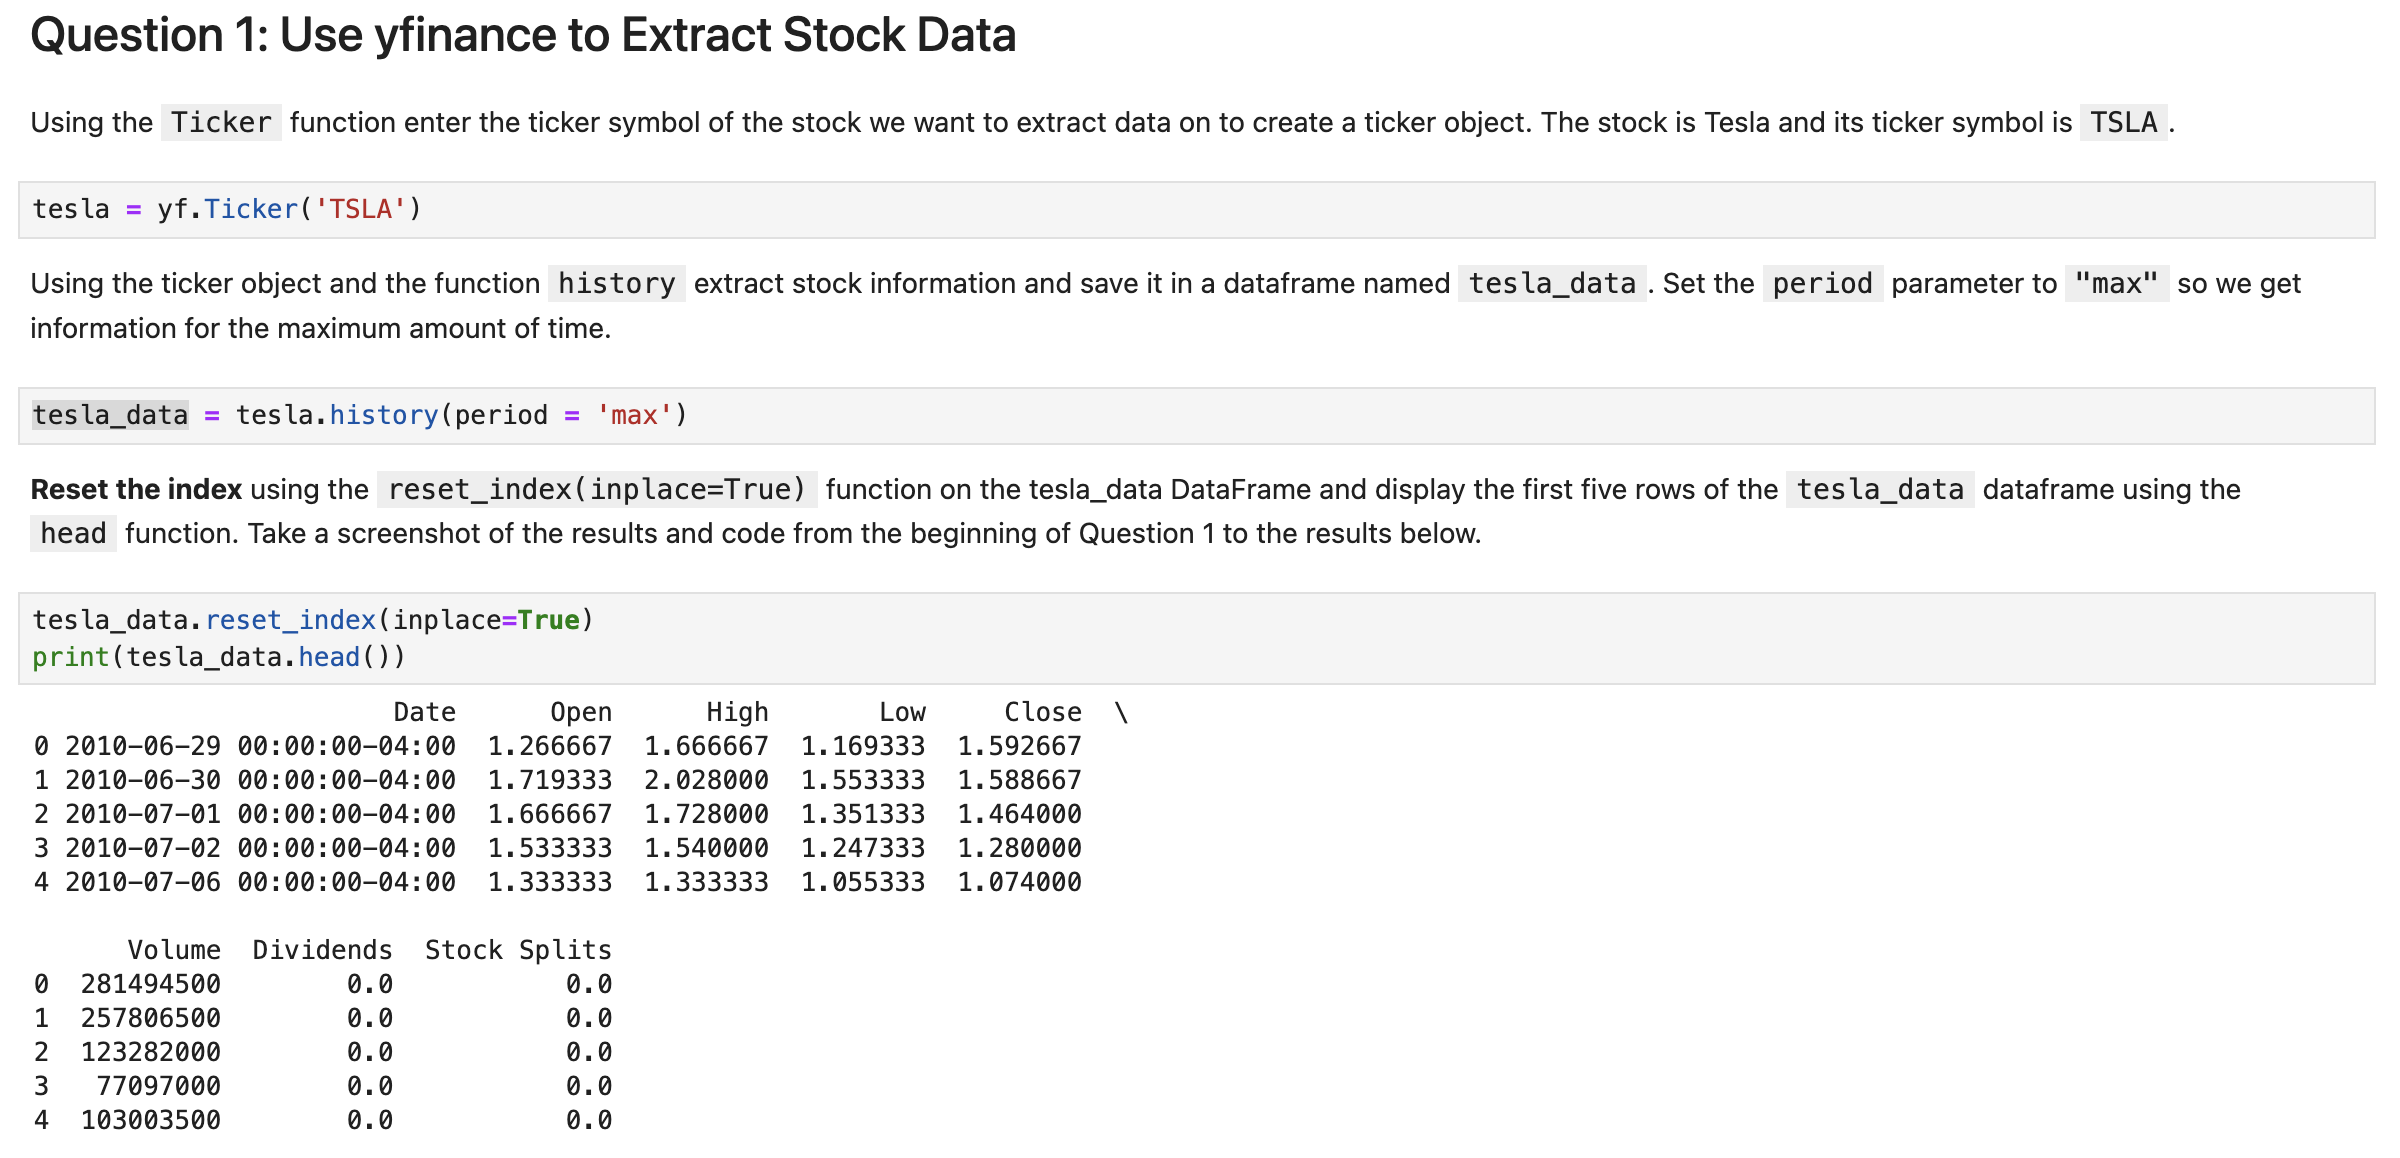 Question 1: Use yfinance to Extract Stock Data
Using the Ticker function enter the ticker symbol of the stock we want to extract data on to create a ticker object. The stock is Tesla and its ticker symbol is TSLA .
tesla = yf.Ticker('TSLA')
Using the ticker object and the function history extract stock information and save it in a dataframe named tesla_data . Set the period parameter to "max" so we get
information for the maximum amount of time.
tesla_data = tesla.history(period = 'max')
Reset the index using the reset_index(inplace=True) function on the tesla_data DataFrame and display the first five rows of the tesla_data dataframe using the
head function. Take a screenshot of the results and code from the beginning of Question 1 to the results below.
tesla_data.reset_index(inplace=True)
print(tesla_data.head())
                       Date      Open      High       Low     Close  \
0 2010-06-29 00:00:00-04:00  1.266667  1.666667  1.169333  1.592667
1 2010-06-30 00:00:00-04:00  1.719333  2.028000  1.553333  1.588667
2 2010-07-01 00:00:00-04:00  1.666667  1.728000  1.351333  1.464000
3 2010-07-02 00:00:00-04:00  1.533333  1.540000  1.247333  1.280000
4 2010-07-06 00:00:00-04:00  1.333333  1.333333  1.055333  1.074000
      Volume  Dividends  Stock Splits
0  281494500        0.0           0.0
1  257806500        0.0           0.0
2  123282000        0.0           0.0
3   77097000        0.0           0.0
4  103003500        0.0           0.0